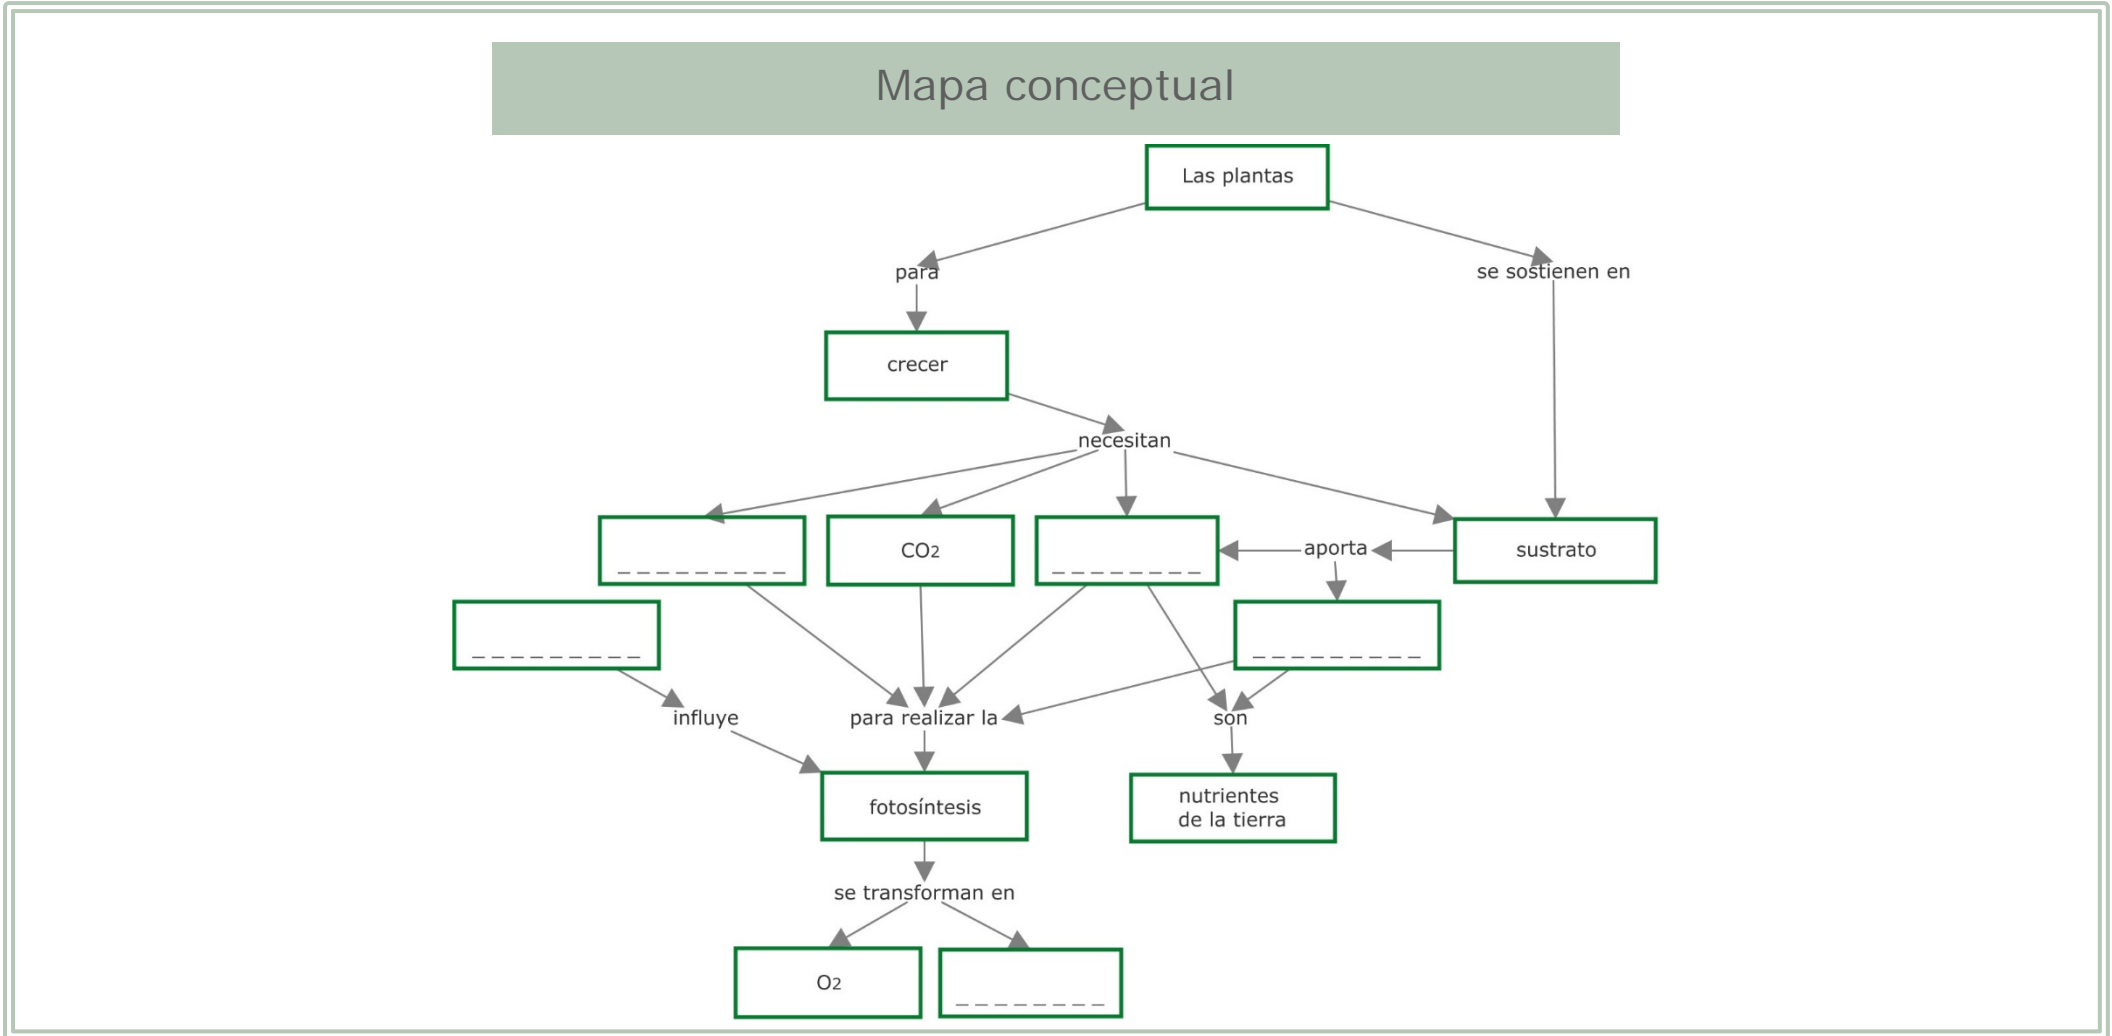 Mapa conceptual
Las plantas
para
se sostienen en
crecer
necesitan
CO2
aporta
sustrato
influye
para realizar la
son
fotosíntesis
nutrientes
de la tierra
se transforman en
O2